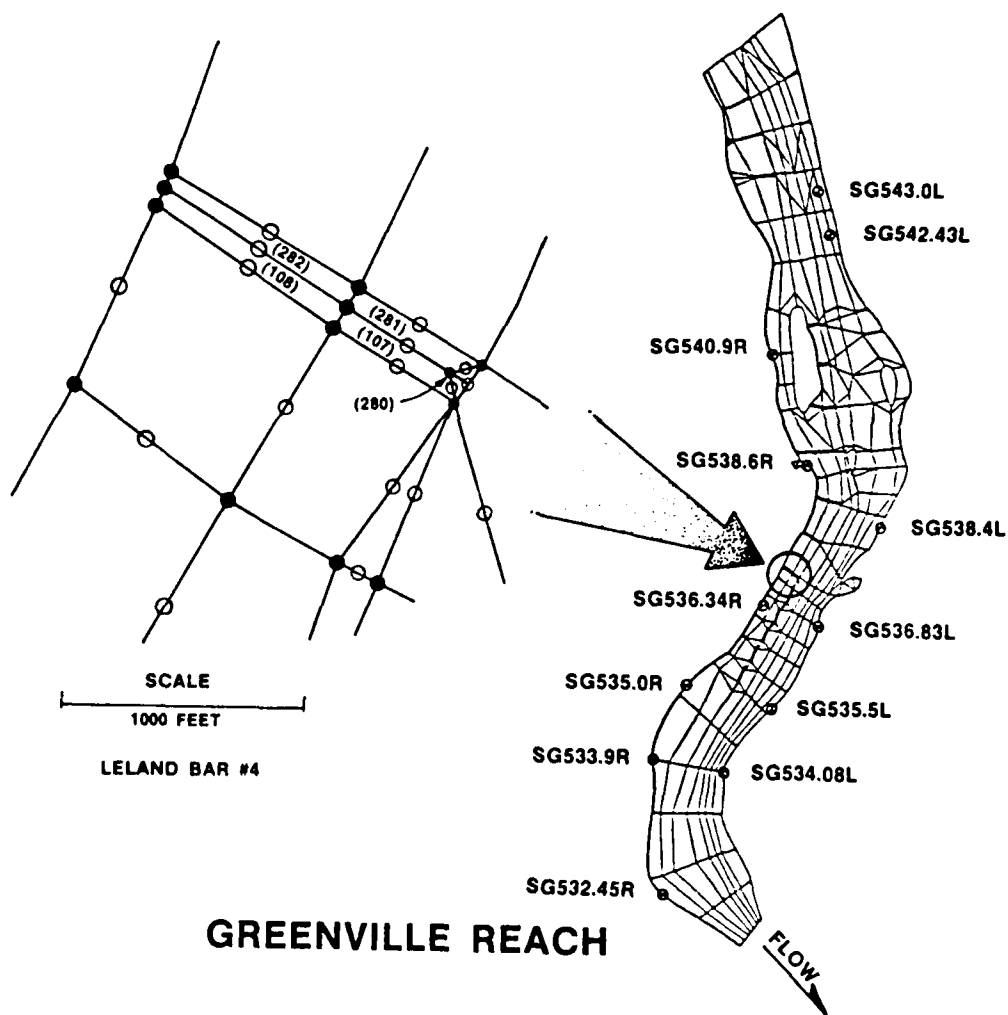 (282)
(108)
(281)
(107)
(280)
SCALE
1000 FEET
LELAND BAR #4
SG543.0L
SG542.43L
SG540.9R
SG538.6R
SG538.4L
SG536.34R
SG536.83L
SG535.0R
SG535.5L
SG533.9R
SG534.08L
SG532.45R
GREENVILLE REACH
FLOW